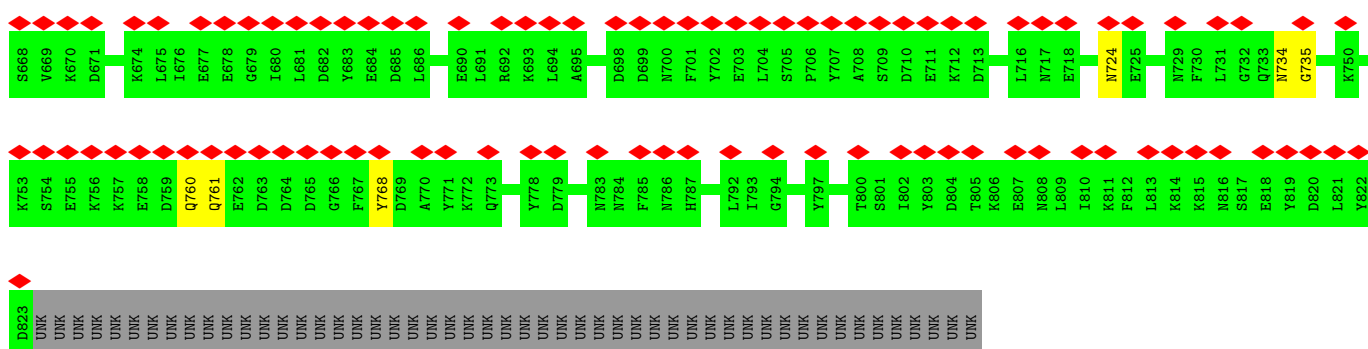 S668 V669 K670 D671 K674 L675 I676 E677 E678 G679 I680 L681 D682 Y683 E684 D685 L686 E690 L691 R692 K693 L694 A695 D698 D699 N700 F701 Y702 E703 L704 S705 P706 Y707 A708 S709 D710 E711 K712 D713 L716 N717 E718 N724 E725 N729 F730 L731 G732 Q733 N734 G735 K750
K753 S754 E755 K756 K757 E758 D759 Q760 Q761 E762 D763 D764 D765 G766 F767 Y768 D769 A770 Y771 K772 Q773 Y778 D779 N783 N784 F785 N786 H787 L792 I793 G794 Y797 T800 S801 I802 Y803 D804 T805 K806 E807 N808 L809 I810 K811 F812 L813 K814 K815 N816 S817 E818 Y819 D820 L821 Y822
D823 UNK UNK UNK UNK UNK UNK UNK UNK UNK UNK UNK UNK UNK UNK UNK UNK UNK UNK UNK UNK UNK UNK UNK UNK UNK UNK UNK UNK UNK UNK UNK UNK UNK UNK UNK UNK UNK UNK UNK UNK UNK UNK UNK UNK UNK UNK UNK UNK UNK UNK UNK